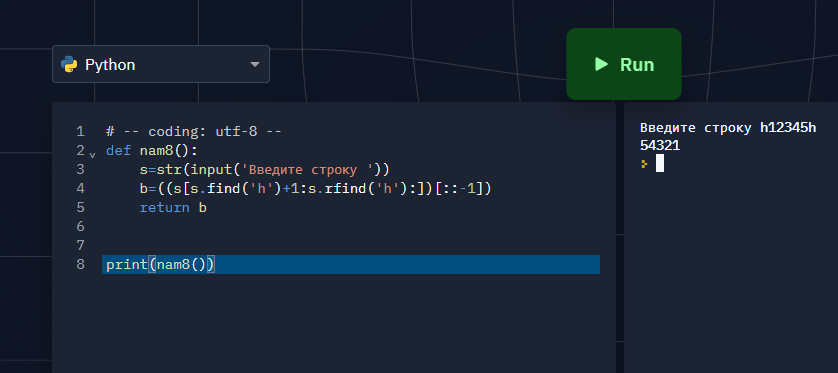 Python
Run
1 # -- coding: utf-8 --
2 def nam8():
3 s=str(input('Введите строку '))
4 b=((s[s.find('h')+1:s.rfind('h'):])[::-1])
5 return b
6
7
8 print(nam8())
Введите строку h12345h
54321
>